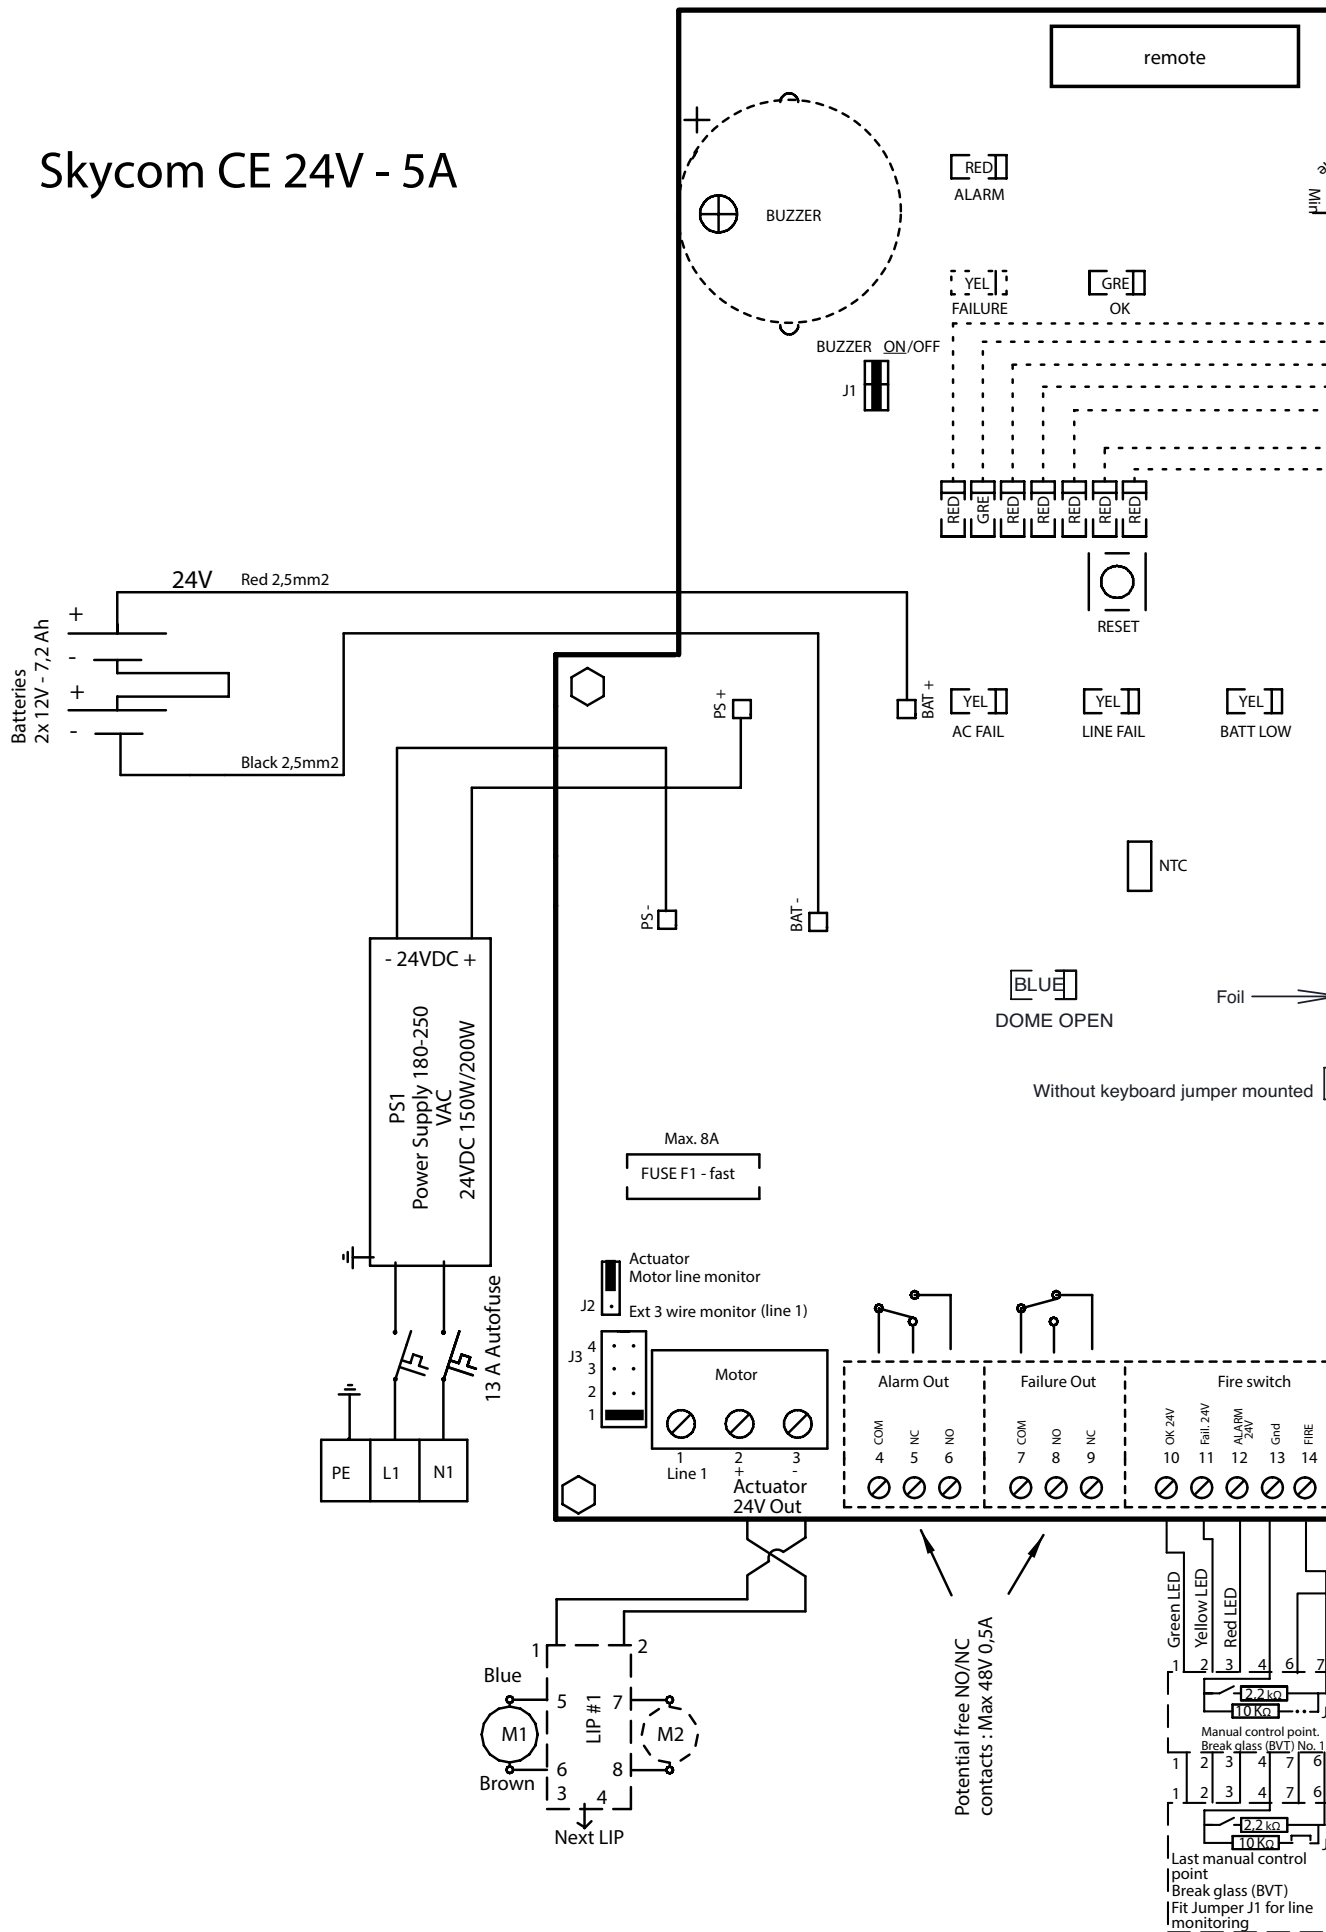 remote
Skycom CE 24V - 5A
RED
ALARM
BUZZER
YEL
FAILURE
GRE
OK
BUZZER ON/OFF
J1
RED
GRE
RED
RED
RED
RED
RED
RESET
24V
Red 2,5mm2
Batteries
2x 12V - 7,2 Ah
+
-
+
-
Black 2,5mm2
PS +
BAT +
YEL
AC FAIL
YEL
LINE FAIL
YEL
BATT LOW
NTC
PS -
BAT -
- 24VDC +
PS1
Power Supply 180-250
VAC
24VDC 150W/200W
BLUE
DOME OPEN
Foil
Without keyboard jumper mounted
Max. 8A
FUSE F1 - fast
Actuator
Motor line monitor
J2
Ext 3 wire monitor (line 1)
J3
4
3
2
1
13 A Autofuse
PE
L1
N1
Motor
1
2
3
Line 1
+
-
Actuator
24V Out
Alarm Out
COM
NC
NO
4
5
6
Failure Out
COM
NO
NC
7
8
9
Fire switch
OK 24V
Fail. 24V
ALARM
24V
Gnd
FIRE
10
11
12
13
14
Potential free NO/NC
contacts : Max 48V 0,5A
1
2
Blue
5
7
M1
LIP #1
M2
6
8
Brown
3
4
Next LIP
Green LED
Yellow LED
Red LED
1 2 3 4 6 7
2,2 kΩ
10 KΩ
Manual control point.
Break glass (BVT) No. 1
1 2 3 4 7 6
1 2 3 4 7 6
2,2 kΩ
10 KΩ
Last manual control
point
Break glass (BVT)
Fit Jumper J1 for line
monitoring